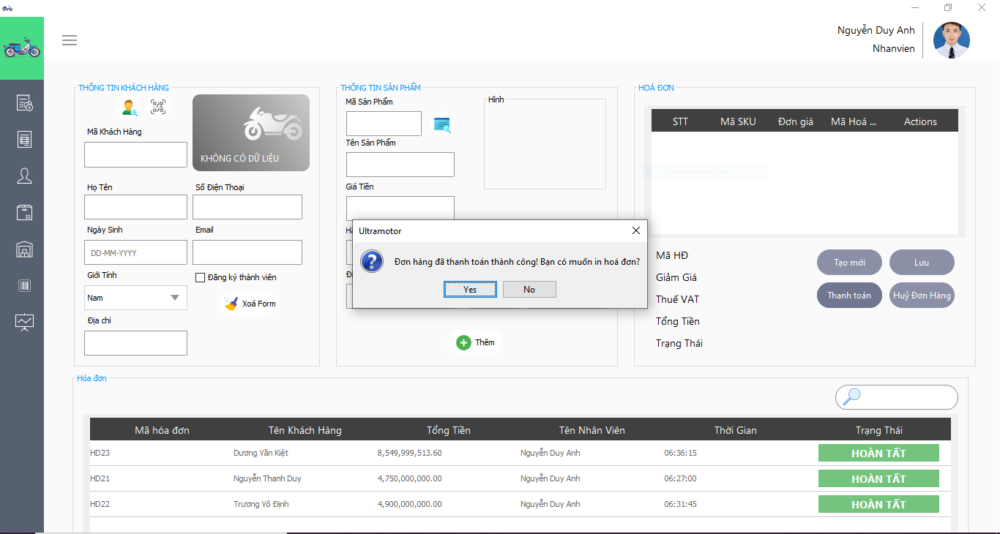 Nguyễn Duy Anh
Nhanvien
THÔNG TIN KHÁCH HÀNG
Mã Khách Hàng
KHÔNG CÓ DỮ LIỆU
Họ Tên
Số Điện Thoại
Ngày Sinh
Email
DD-MM-YYYY
Giới Tính
Đăng ký thành viên
Nam
Xoá Form
Địa chỉ
THÔNG TIN SẢN PHẨM
Mã Sản Phẩm
Hình
Tên Sản Phẩm
Giá Tiền
Thêm
HOÁ ĐƠN
STT Mã SKU Đơn giá Mã Hoá ... Actions
Rectangular Snip
Ultramotor
Đơn hàng đã thanh toán thành công! Bạn có muốn in hoá đơn?
Yes No
Mã HĐ
Giảm Giá
Thuế VAT
Tổng Tiền
Trạng Thái
Tạo mới Lưu
Thanh toán Huỷ Đơn Hàng
Hóa đơn
Mã hóa đơn Tên Khách Hàng Tổng Tiền Tên Nhân Viên Thời Gian Trạng Thái
HD23 Dương Văn Kiệt 8,549,999,513.60 Nguyễn Duy Anh 06:36:15 HOÀN TẤT
HD21 Nguyễn Thanh Duy 4,750,000,000.00 Nguyễn Duy Anh 06:27:00 HOÀN TẤT
HD22 Trương Vô Định 4,900,000,000.00 Nguyễn Duy Anh 06:31:45 HOÀN TẤT